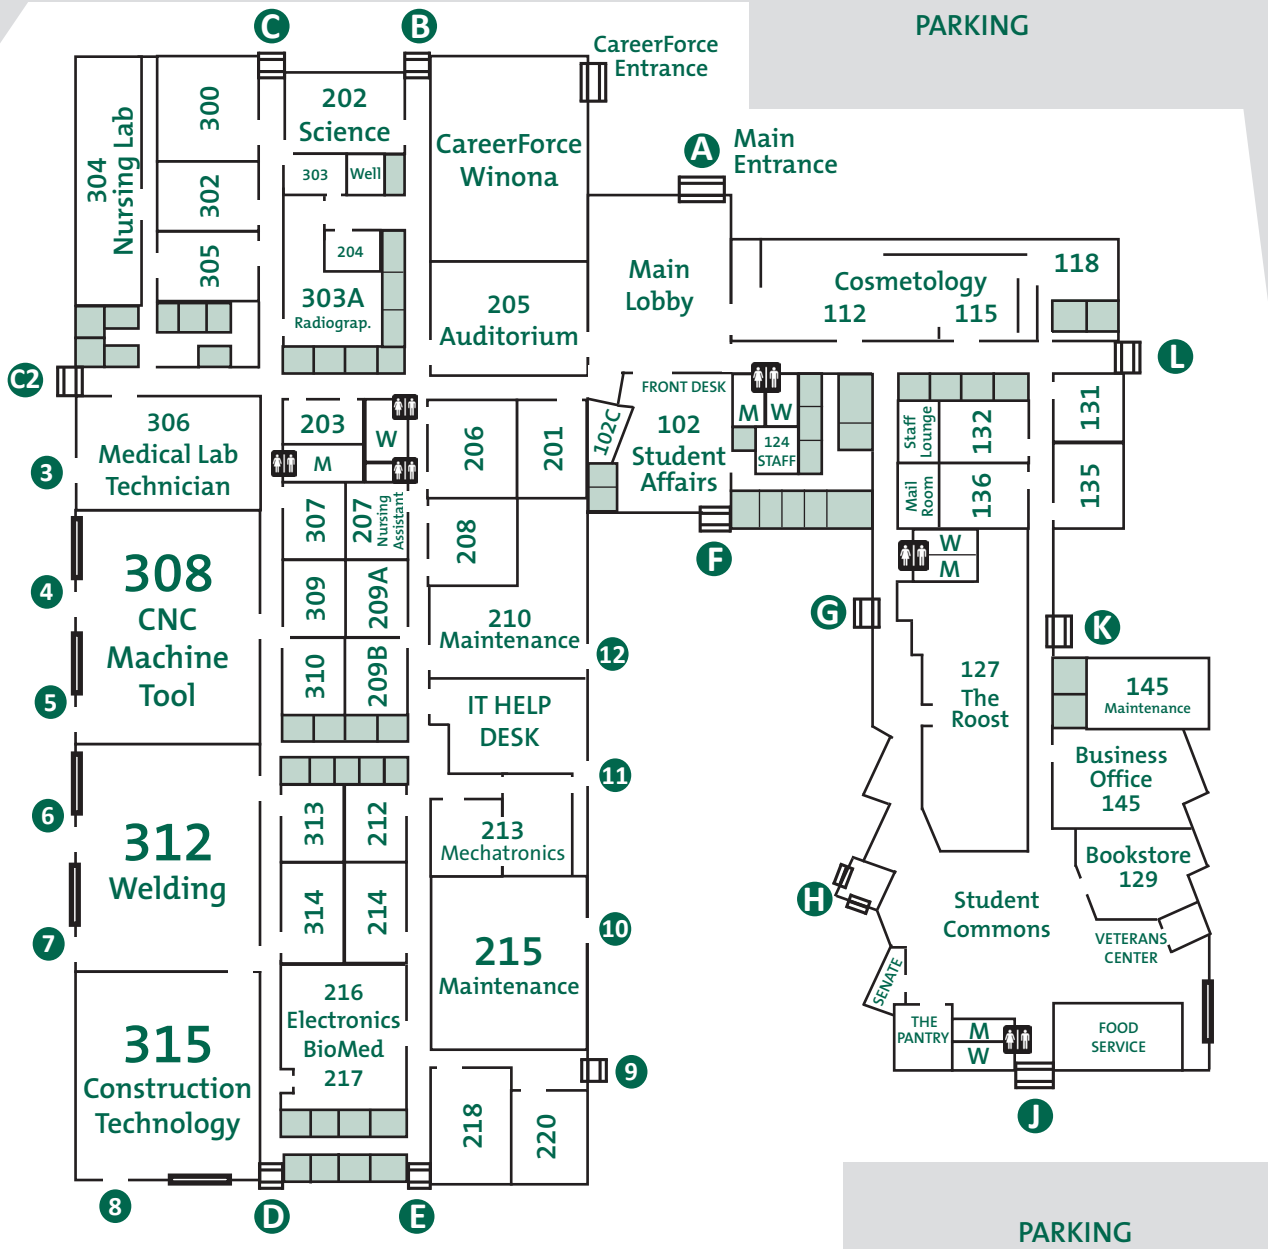 PARKING
C
B
CareerForce
Entrance
A
Main
Entrance
304
Nursing Lab
300
302
305
202
Science
303
Well
204
303A
Radiograp.
CareerForce
Winona
205
Auditorium
Main
Lobby
Cosmetology
112
115
118
L
C2
306
Medical Lab
Technician
3
203
M
W
206
201
102C
FRONT DESK
102
Student
Affairs
M
W
124
STAFF
Staff
Lounge
132
131
Mail
Room
136
135
307
207
Nursing
Assistant
208
F
W
M
308
CNC
Machine
Tool
4
5
309
209A
310
209B
210
Maintenance
12
G
K
127
The
Roost
145
Maintenance
IT HELP
DESK
11
Business
Office
145
6
312
Welding
7
313
212
314
214
213
Mechatronics
Bookstore
129
H
Student
Commons
VETERANS
CENTER
215
Maintenance
10
SENATE
216
Electronics
BioMed
217
315
Construction
Technology
8
THE
PANTRY
M
W
FOOD
SERVICE
9
218
220
J
D
E
PARKING